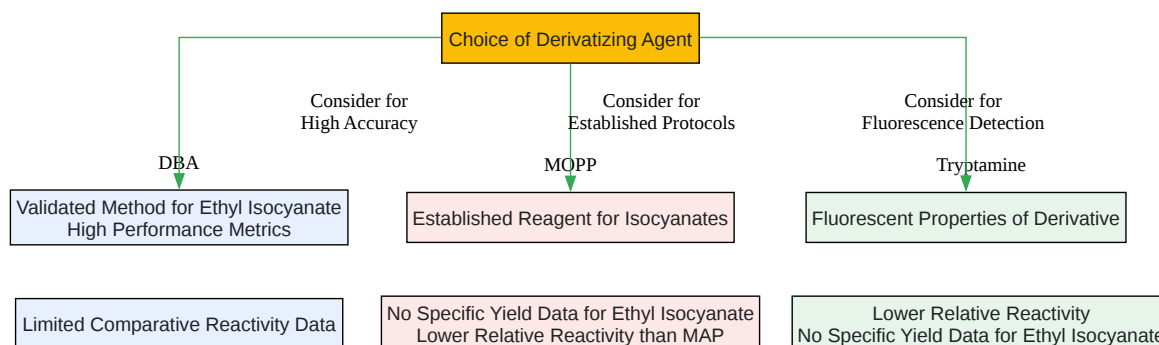 Choice of Derivatizing Agent
Consider for
High Accuracy
Consider for
Established Protocols
Consider for
Fluorescence Detection
DBA
MOPP
Tryptamine
Validated Method for Ethyl Isocyanate
High Performance Metrics
Established Reagent for Isocyanates
Fluorescent Properties of Derivative
Limited Comparative Reactivity Data
No Specific Yield Data for Ethyl Isocyanate
Lower Relative Reactivity than MAP
Lower Relative Reactivity
No Specific Yield Data for Ethyl Isocyanate